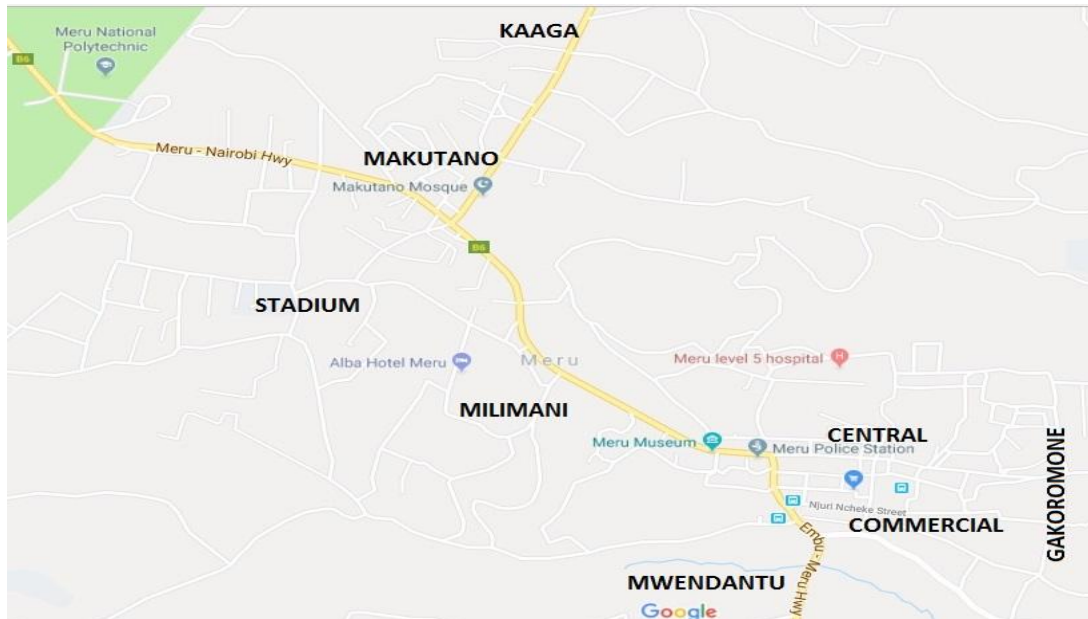 KAAGA
Meru National
Polytechnic
B6
Meru - Nairobi Hwy
MAKUTANO
Makutano Mosque
B6
STADIUM
Alba Hotel Meru
Meru
Meru level 5 hospital
MILIMANI
CENTRAL
Meru Museum
Meru Police Station
GAKOROMONE
Njuri Ncheke Street
COMMERCIAL
Embu - Meru Hwy
MWENDANTU
Google